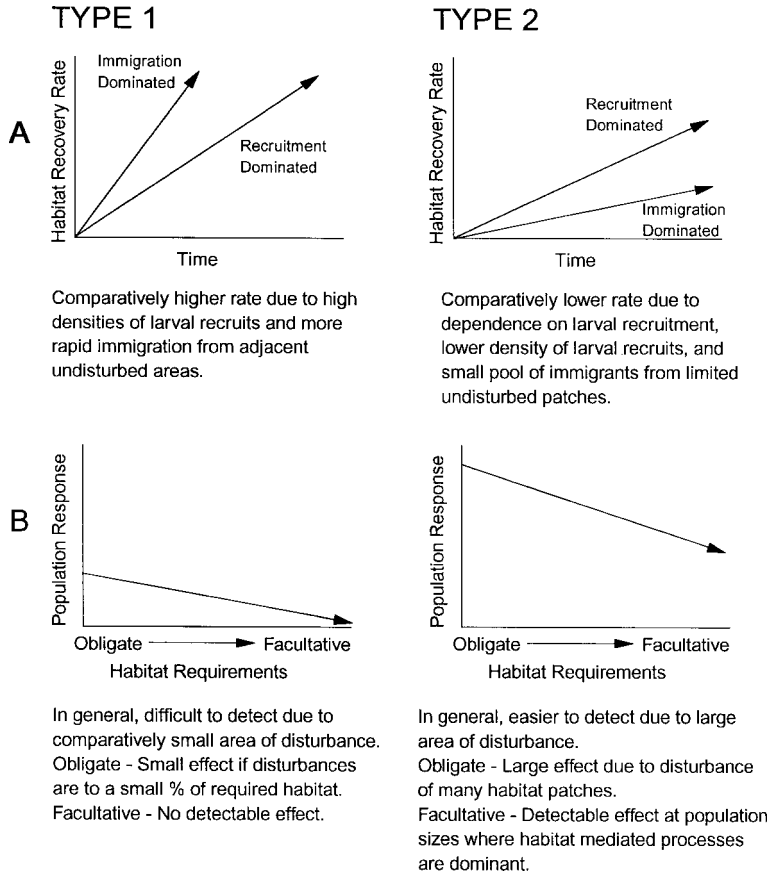 TYPE 1
TYPE 2
A
Habitat Recovery Rate
Immigration
Dominated
Recruitment
Dominated
Time
Habitat Recovery Rate
Recruitment
Dominated
Immigration
Dominated
Time
Comparatively higher rate due to high
densities of larval recruits and more
rapid immigration from adjacent
undisturbed areas.
Comparatively lower rate due to
dependence on larval recruitment,
lower density of larval recruits, and
small pool of immigrants from limited
undisturbed patches.
B
Population Response
Obligate
Facultative
Habitat Requirements
Population Response
Obligate
Facultative
Habitat Requirements
In general, difficult to detect due to
comparatively small area of disturbance.
Obligate - Small effect if disturbances
are to a small % of required habitat.
Facultative - No detectable effect.
In general, easier to detect due to large
area of disturbance.
Obligate - Large effect due to disturbance
of many habitat patches.
Facultative - Detectable effect at population
sizes where habitat mediated processes
are dominant.